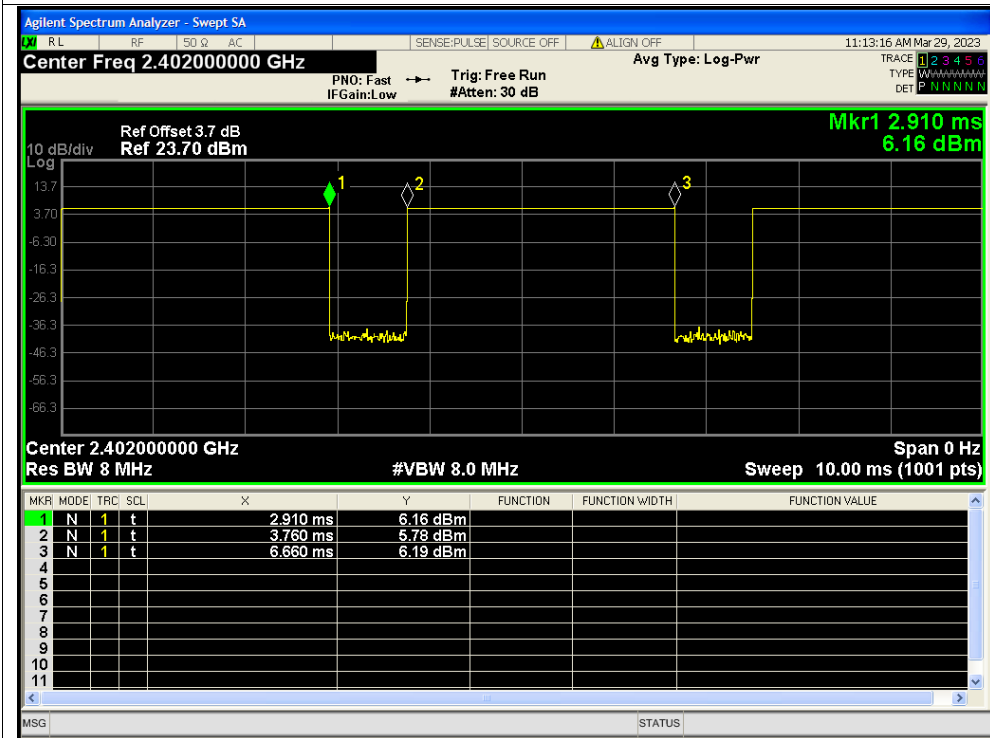 Agilent Spectrum Analyzer - Swept SA
LXI RL RF 50 Ω AC SENSE:PULSE SOURCE OFF ALIGN OFF 11:13:16 AM Mar 29, 2023
Center Freq 2.402000000 GHz Avg Type: Log-Pwr TRACE 1 2 3 4 5 6
PNO: Fast Trig: Free Run TYPE WWWWWW
IFGain:Low #Atten: 30 dB DET P N N N N N
Mkr1 2.910 ms
Ref Offset 3.7 dB
10 dB/div Ref 23.70 dBm 6.16 dBm
Log
1 2 3
13.7
3.70
-6.30
-16.3
-26.3
-36.3
-46.3
-56.3
-66.3
Center 2.402000000 GHz Span 0 Hz
Res BW 8 MHz #VBW 8.0 MHz Sweep 10.00 ms (1001 pts)
MKR MODE TRC SCL X Y FUNCTION FUNCTION WIDTH FUNCTION VALUE
1 N 1 t 2.910 ms 6.16 dBm
2 N 1 t 3.760 ms 5.78 dBm
3 N 1 t 6.660 ms 6.19 dBm
4
5
6
7
8
9
10
11
MSG STATUS